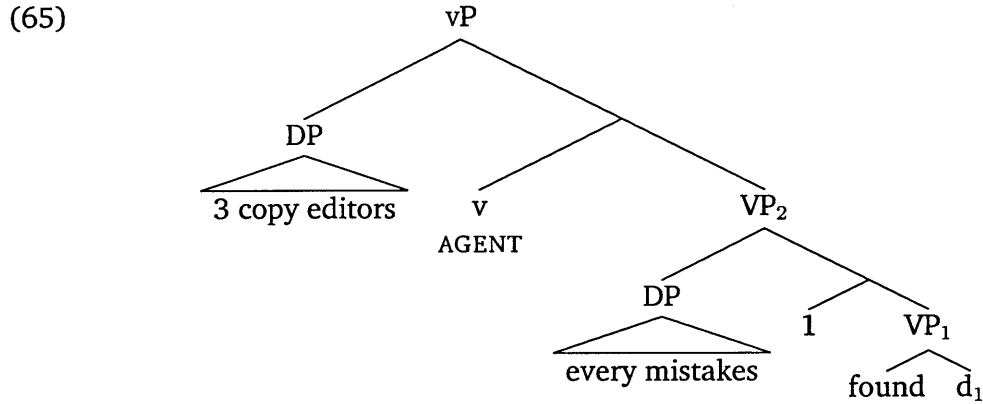 (65)
vP
DP
3 copy editors
v
AGENT
VP₂
DP
every mistakes
1
VP₁
found d₁